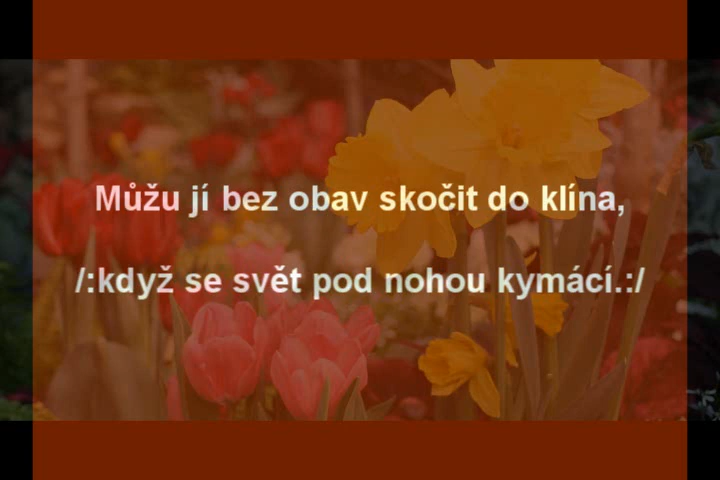 Můžu jí bez obav skočit do klína,
/:když se svět pod nohou kymácí.:/